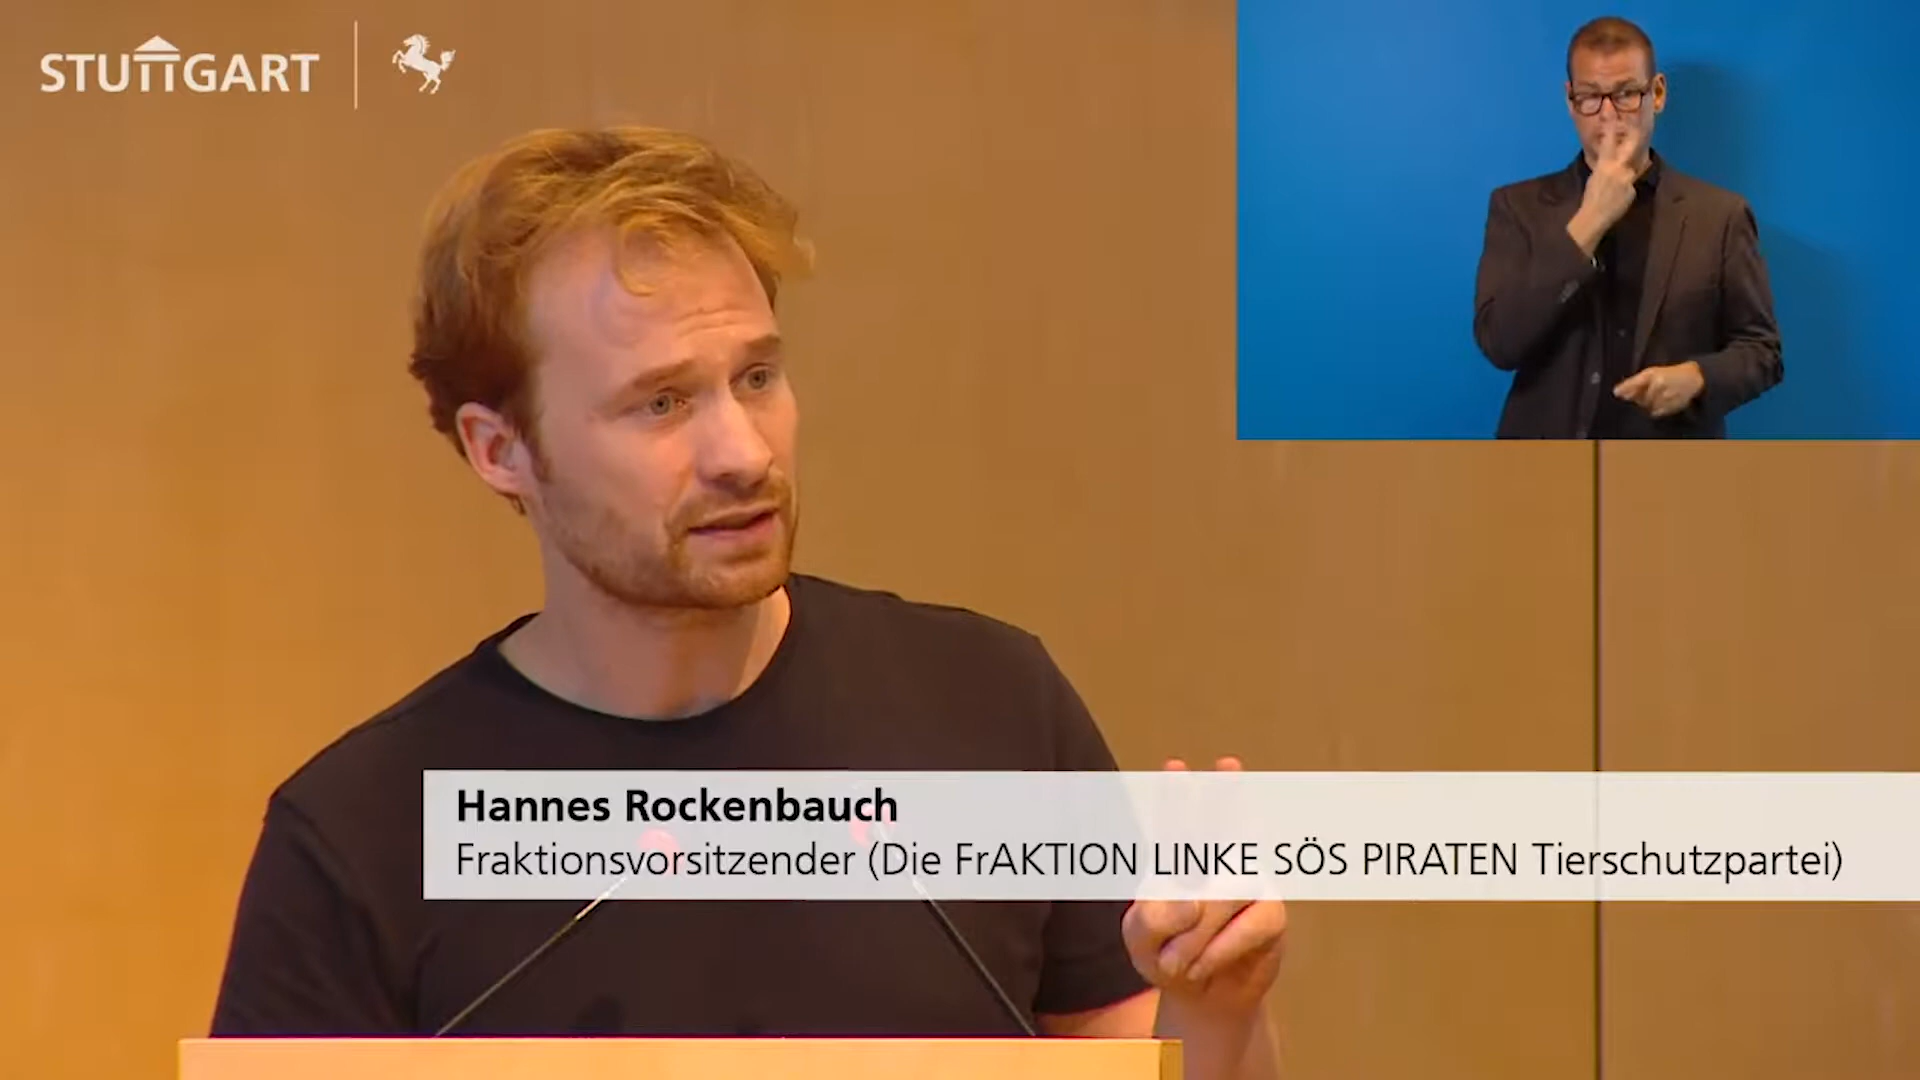 STUTTGART
Hannes Rockenbauch
Fraktionsvorsitzender (Die FrAKTION LINKE SÖS PIRATEN Tierschutzpartei)